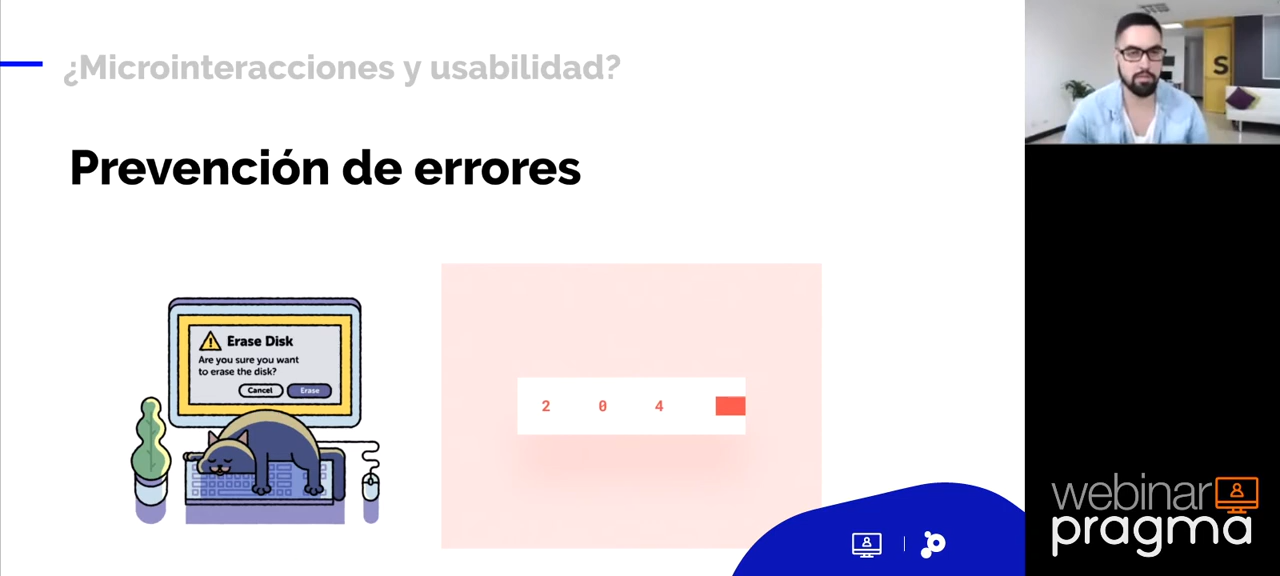 ¿Microinteracciones y usabilidad?
Prevención de errores
Erase Disk
Are you sure you want
to erase the disk?
Cancel
Erase
2 0 4
S
webinar
pragma